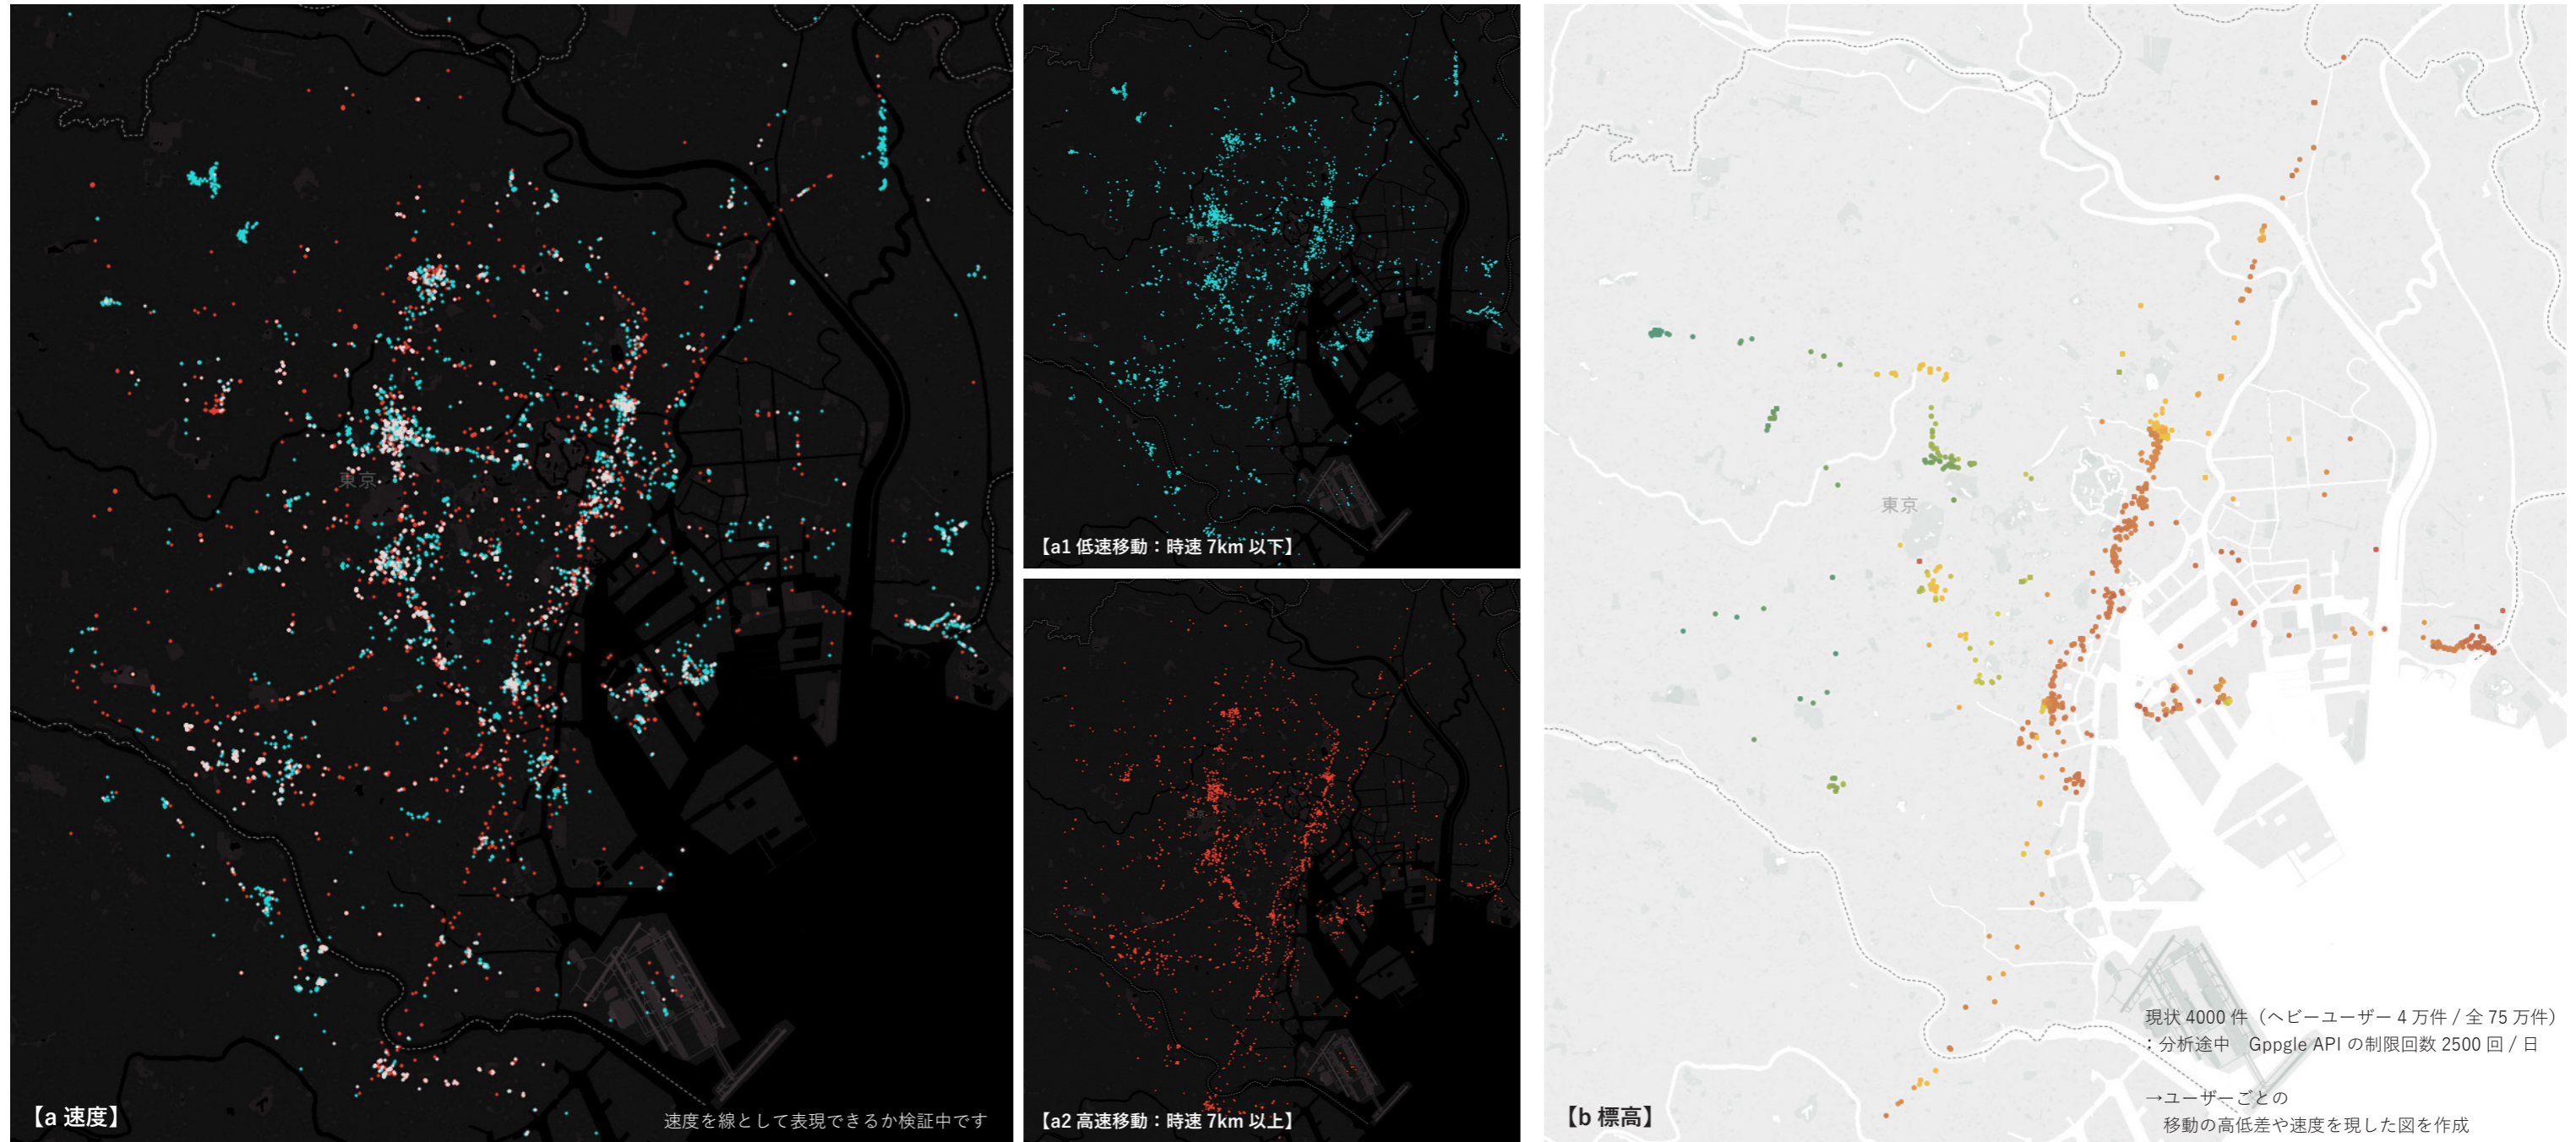 東京
【a 速度】
速度を線として表現できるか検証中です
東京
【a1 低速移動：時速 7km 以下】
東京
【a2 高速移動：時速 7km 以上】
東京
【b 標高】
現状 4000 件（ヘビーユーザー 4 万件 / 全 75 万件）
：分析途中　Gppgle API の制限回数 2500 回 / 日
→ユーザーごとの
移動の高低差や速度を現した図を作成